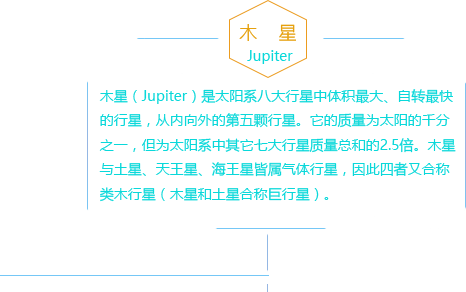 木 星
Jupiter
木星（Jupiter）是太阳系八大行星中体积最大、自转最快
的行星，从内向外的第五颗行星。它的质量为太阳的千分
之一，但为太阳系中其它七大行星质量总和的2.5倍。木星
与土星、天王星、海王星皆属气体行星，因此四者又合称
类木行星（木星和土星合称巨行星）。